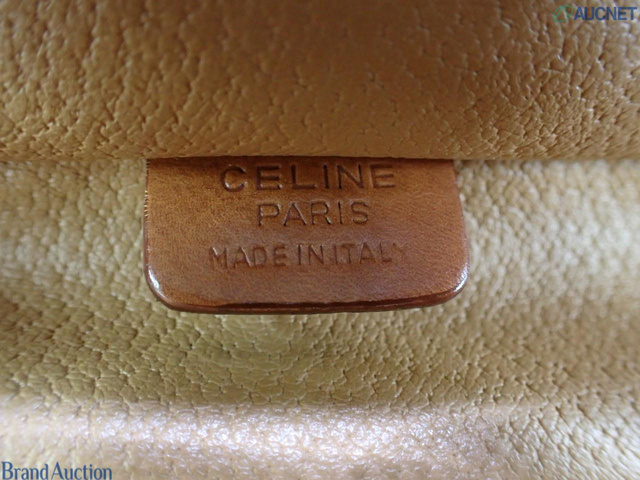 AUCNET
CELINE
PARIS
MADE IN ITALY
Brand Auction